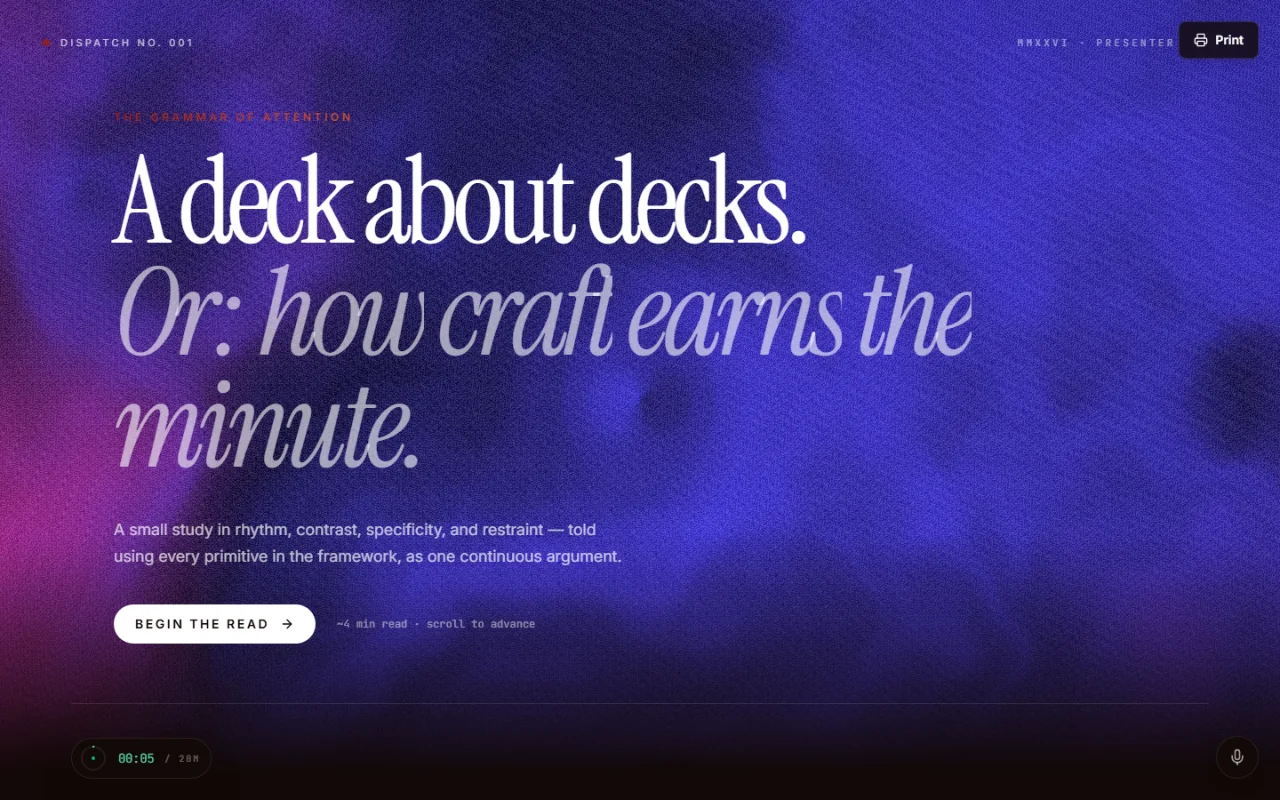 DISPATCH NO. 001
MMXXVI · PRESENTER
Print
THE GRAMMAR OF ATTENTION
A deck about decks.
Or: how craft earns the
minute.
A small study in rhythm, contrast, specificity, and restraint — told
using every primitive in the framework, as one continuous argument.
BEGIN THE READ →
~4 min read · scroll to advance
00:05 / 20M